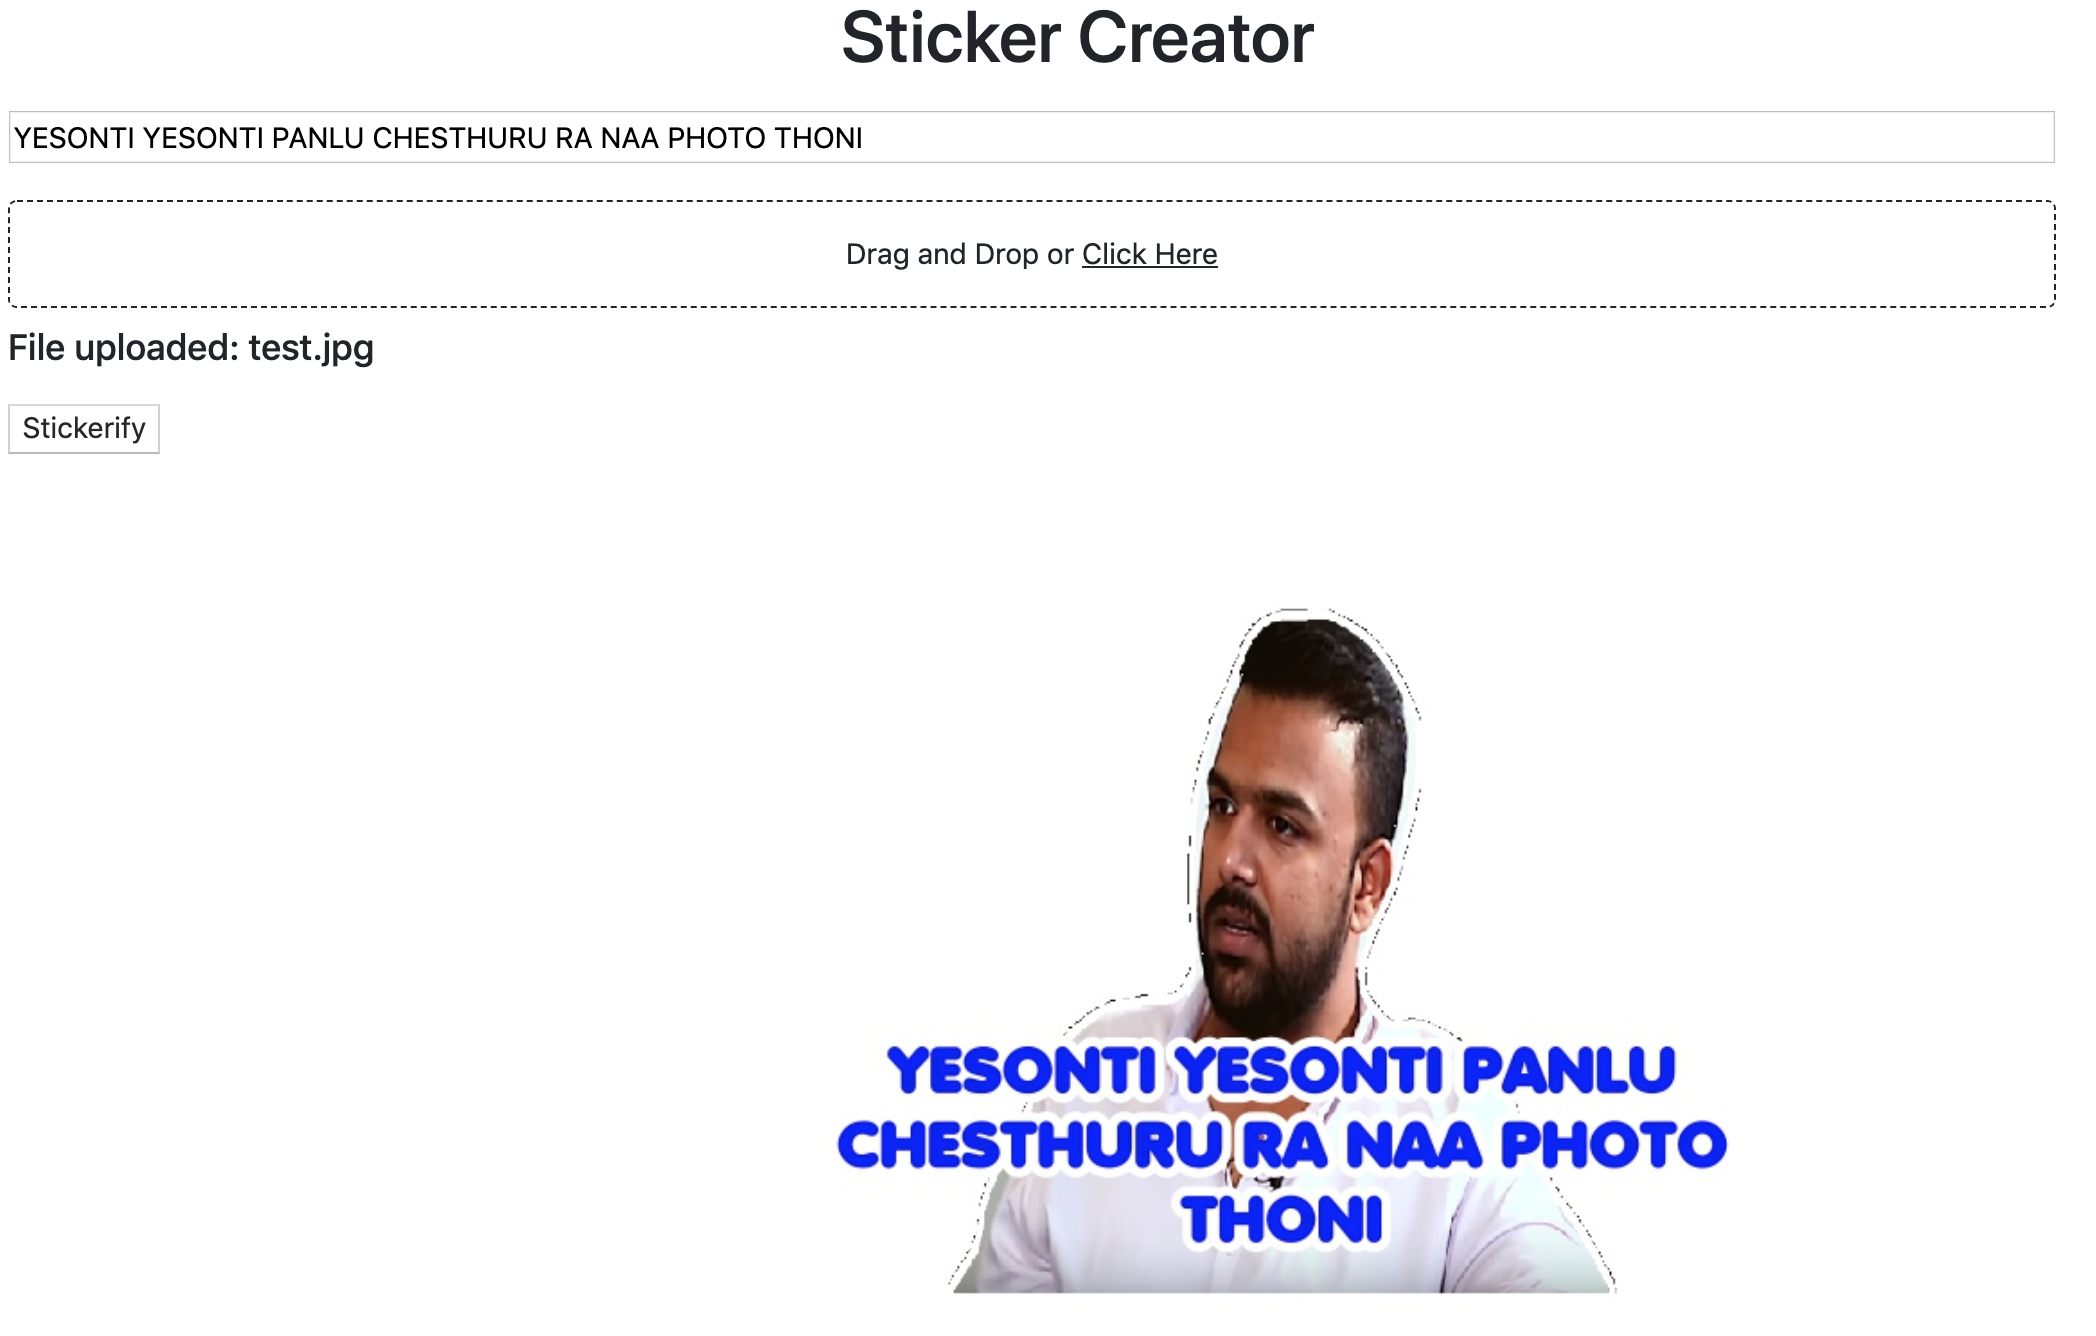 Sticker Creator
YESONTI YESONTI PANLU CHESTHURU RA NAA PHOTO THONI
Drag and Drop or Click Here
File uploaded: test.jpg
Stickerify
YESONTI YESONTI PANLU
CHESTHURU RA NAA PHOTO
THONI